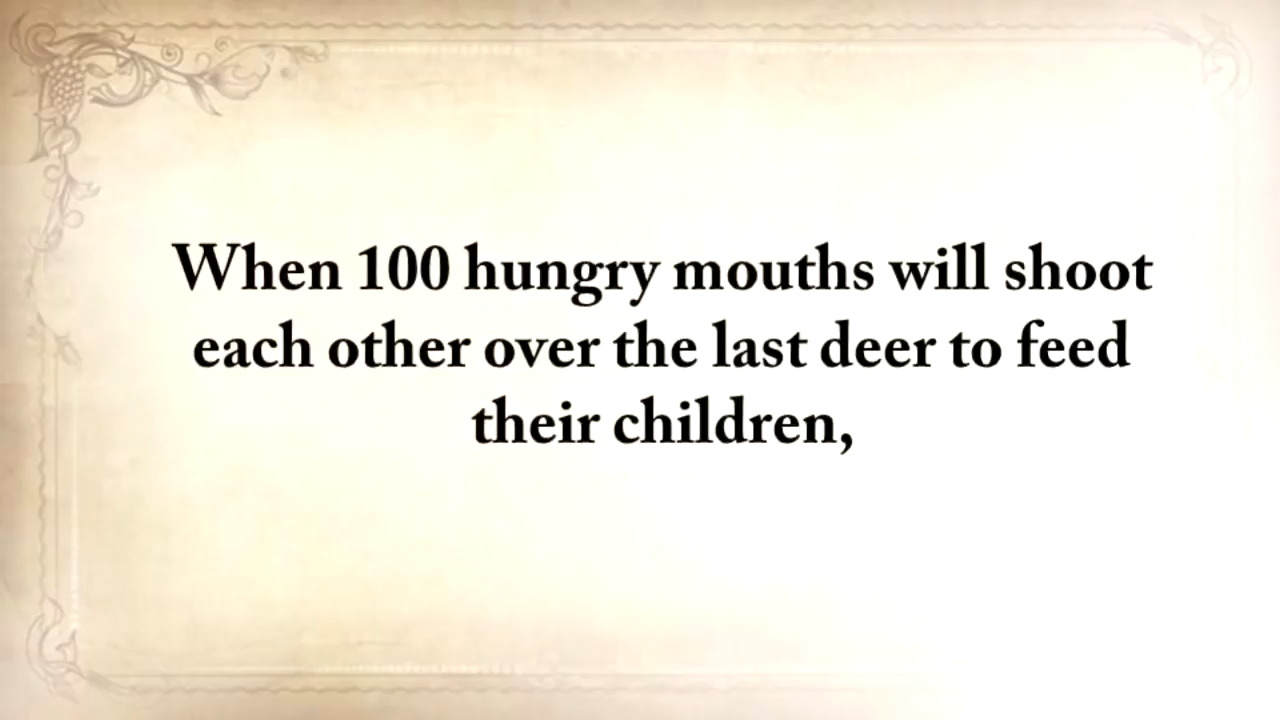 When 100 hungry mouths will shoot
each other over the last deer to feed
their children,